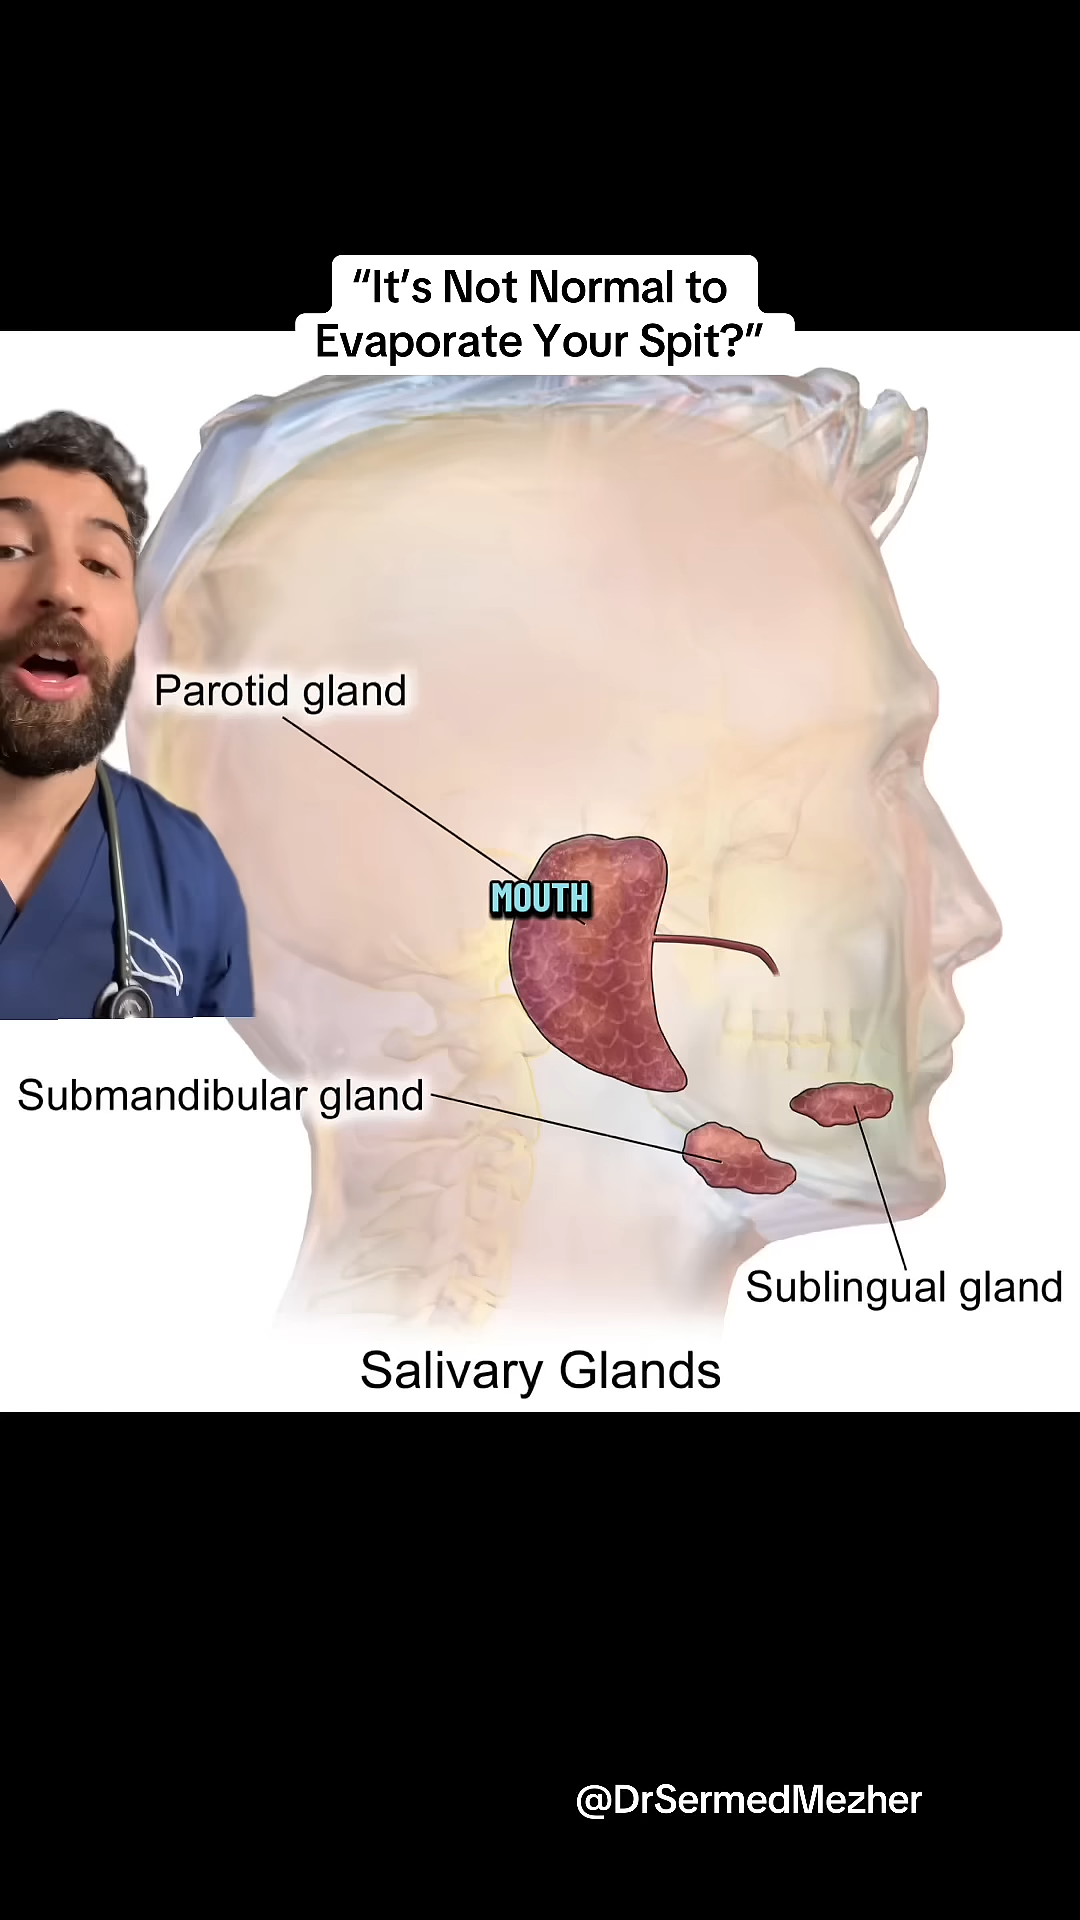 “It’s Not Normal to
Evaporate Your Spit?”
Parotid gland
MOUTH
Submandibular gland
Sublingual gland
Salivary Glands
@DrSermedMezher